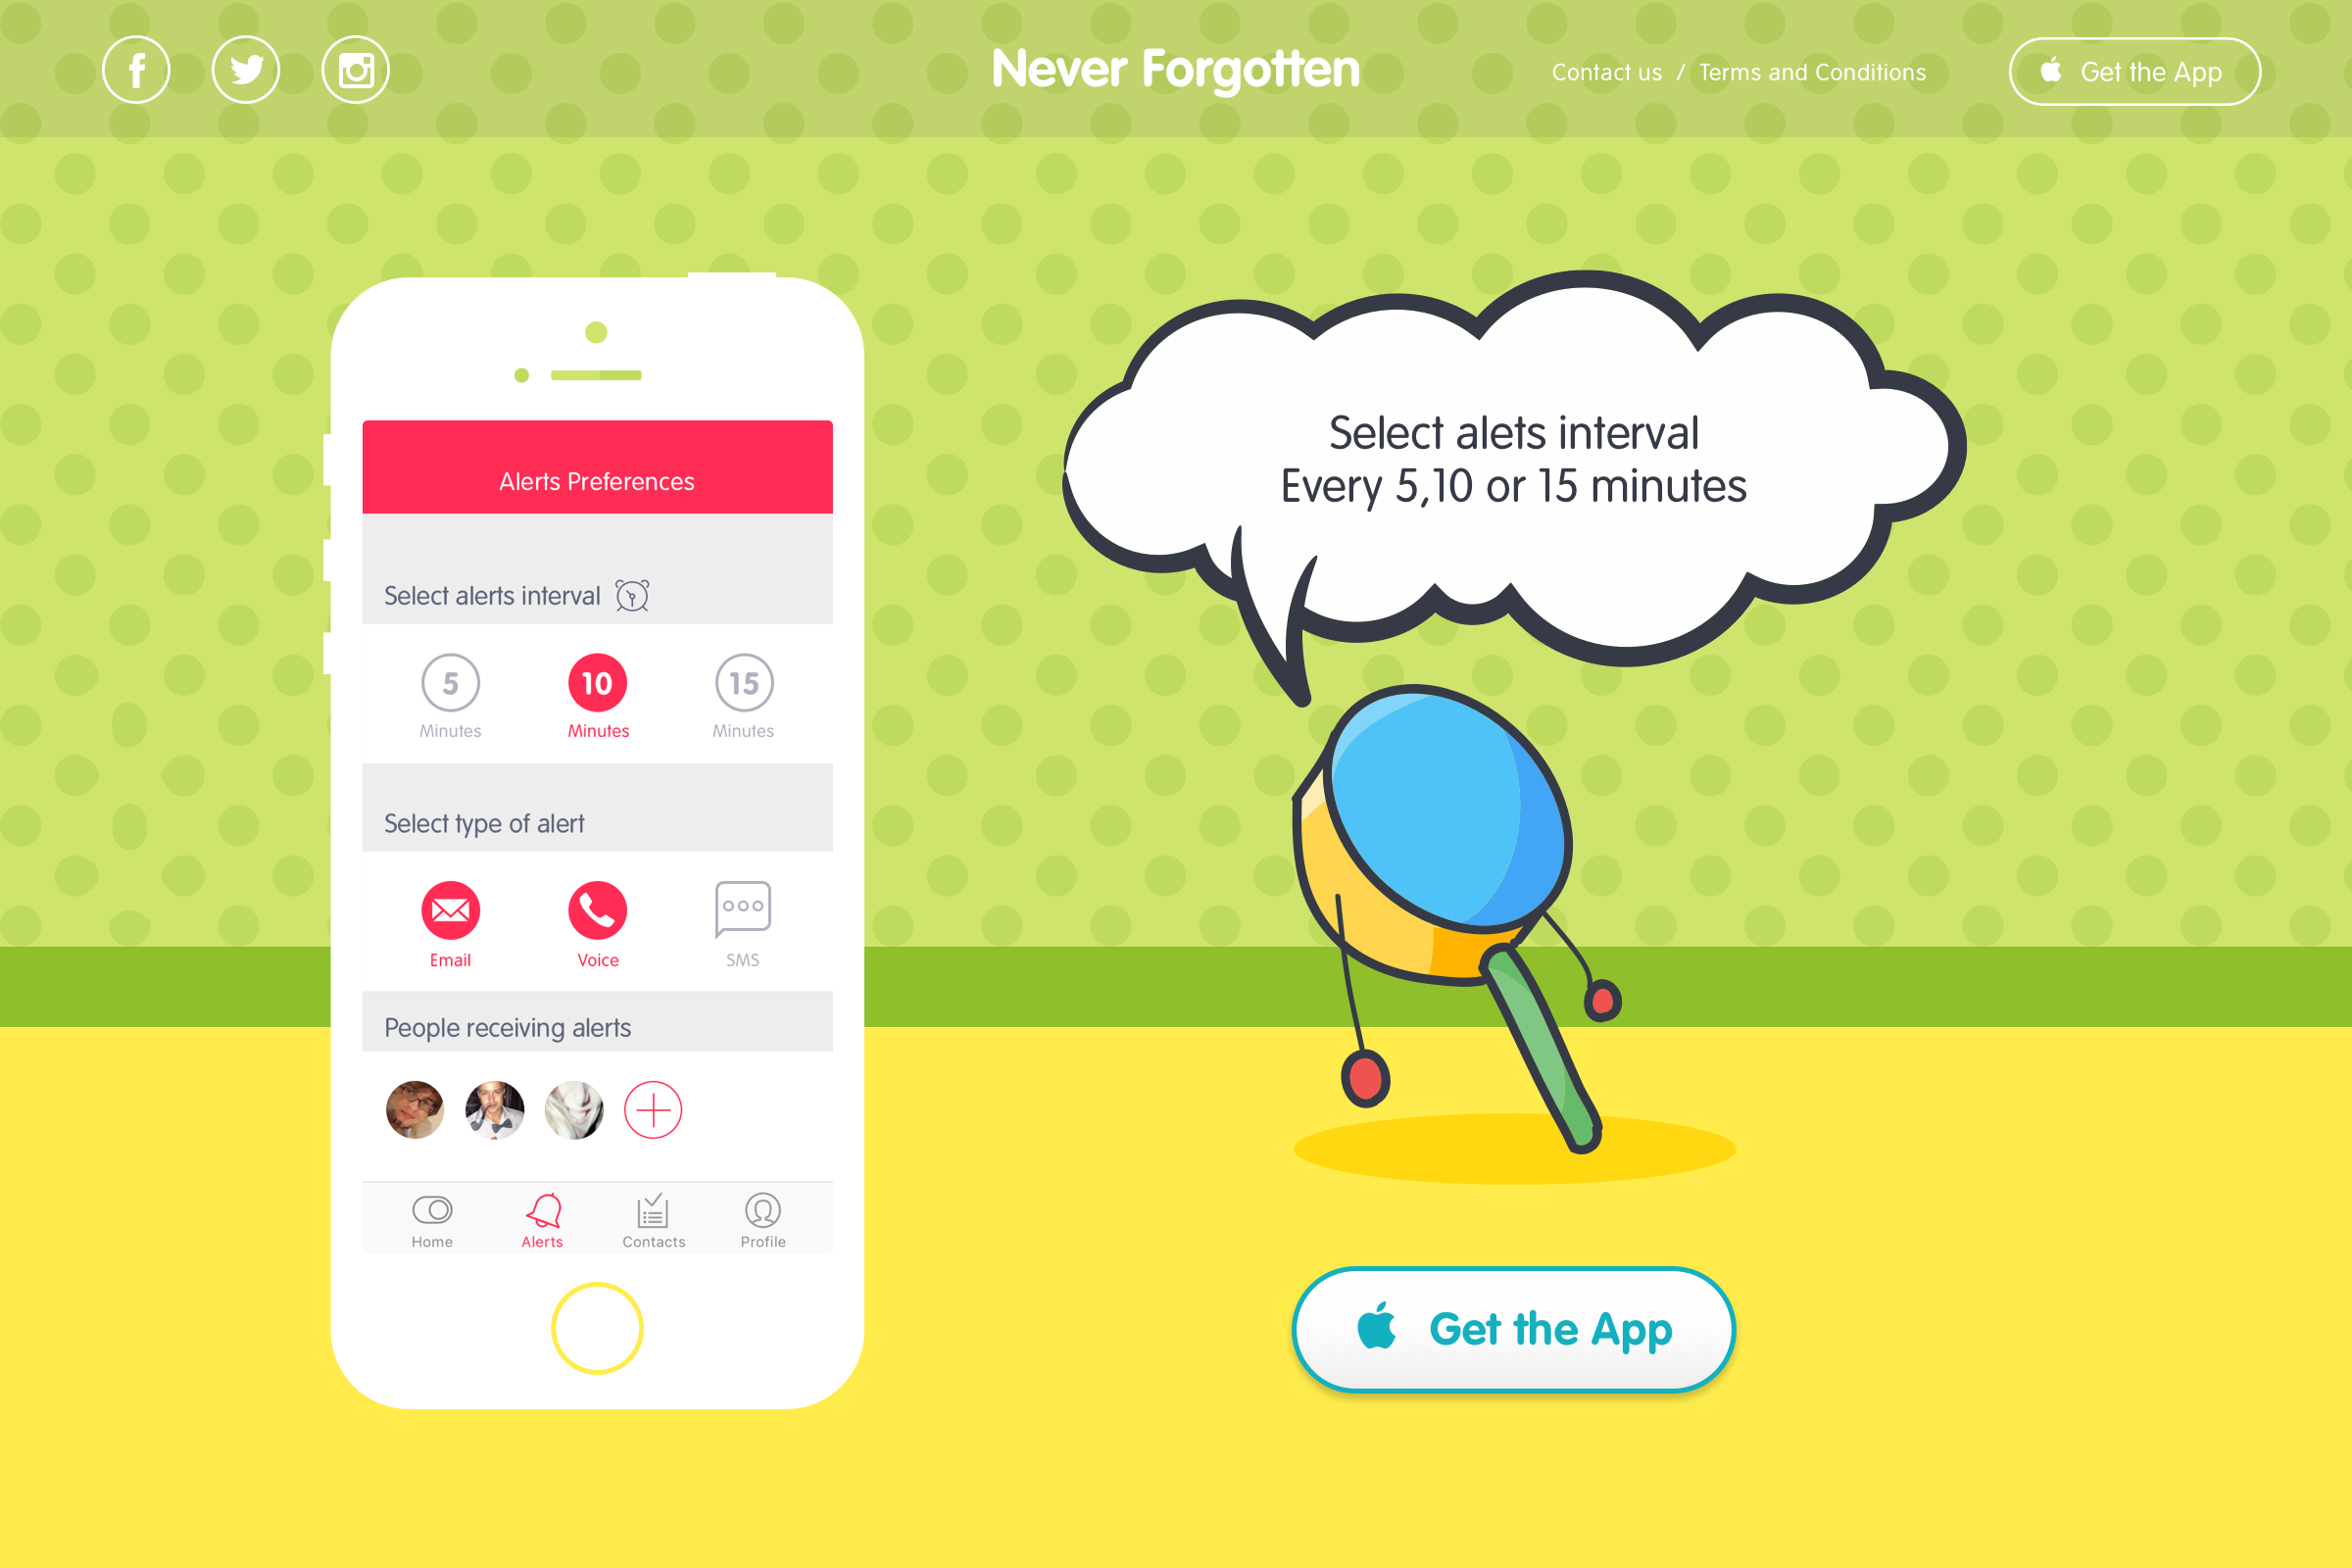 Never Forgotten
Contact us / Terms and Conditions
Get the App
Alerts Preferences
Select alerts interval
5 10 15
Minutes Minutes Minutes
Select type of alert
Email Voice SMS
People receiving alerts
Home Alerts Contacts Profile
Select alets interval
Every 5,10 or 15 minutes
Get the App